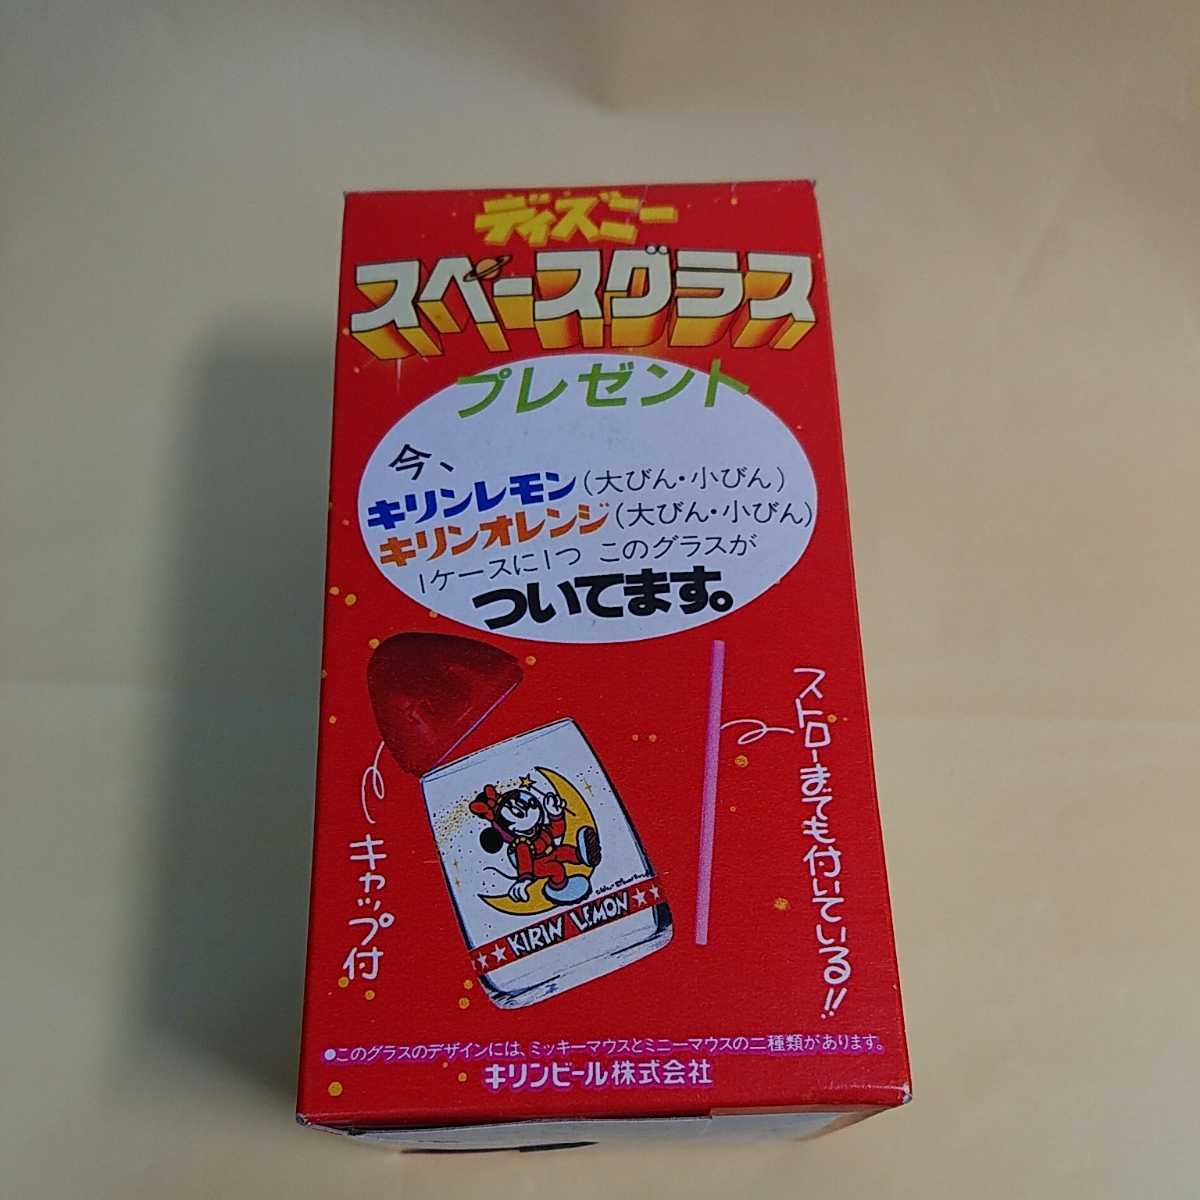 ディズニー
スペースグラス
プレゼント
今、
キリンレモン(大びん・小びん)
キリンオレンジ(大びん・小びん)
1ケースに1つ このグラスが
ついてます。
ストローまでも付いている!!
キャップ付
★★KIRIN LEMON★★
●このグラスのデザインには、ミッキーマウスとミニーマウスの二種類があります。
キリンビール株式会社